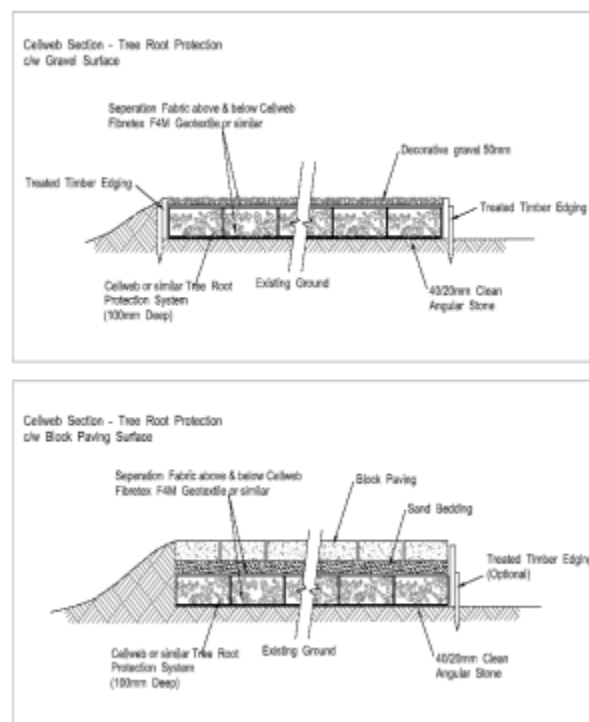 Cellweb Section - Tree Root Protection
c/w Gravel Surface
Seperation Fabric above & below Cellweb
Fibretex F4M Geotextile or similar
Decorative gravel 50mm
Treated Timber Edging
Treated Timber Edging
Cellweb or similar Tree Root
Protection System
(100mm Deep)
Existing Ground
40/20mm Clean
Angular Stone
Cellweb Section - Tree Root Protection
c/w Block Paving Surface
Seperation Fabric above & below Cellweb
Fibretex F4M Geotextile or similar
Block Paving
Sand Bedding
Treated Timber Edging
(Optional)
Cellweb or similar Tree Root
Protection System
(100mm Deep)
Existing Ground
40/20mm Clean
Angular Stone